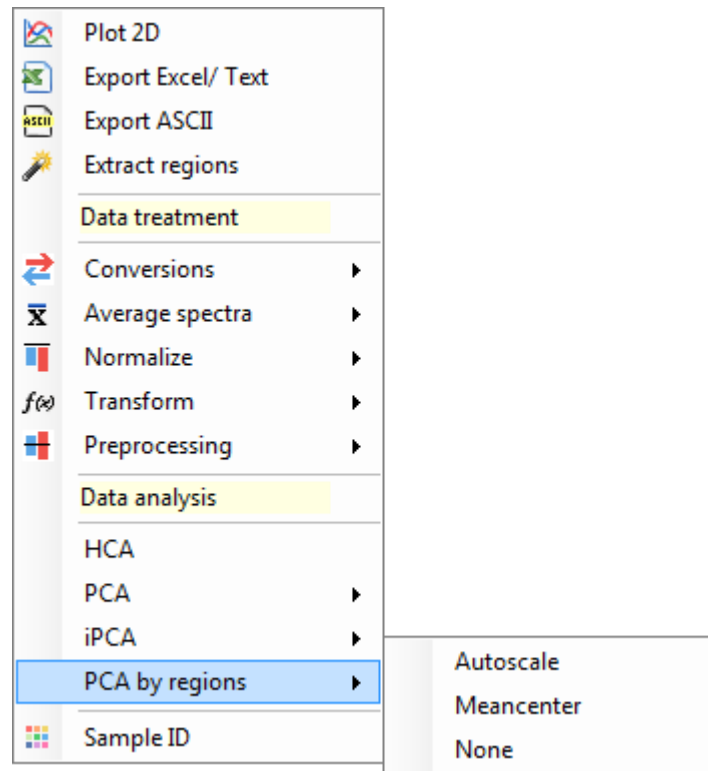 Plot 2D
Export Excel/ Text
ASCII Export ASCII
Extract regions
Data treatment
Conversions
x Average spectra
Normalize
f(x) Transform
Preprocessing
Data analysis
HCA
PCA
iPCA
PCA by regions
Sample ID
Autoscale
Meancenter
None